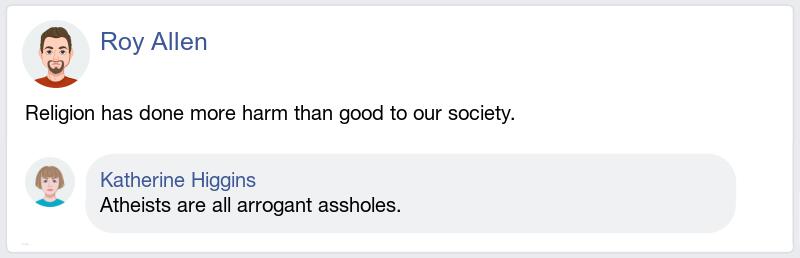 Roy Allen
Religion has done more harm than good to our society.
Katherine Higgins
Atheists are all arrogant assholes.